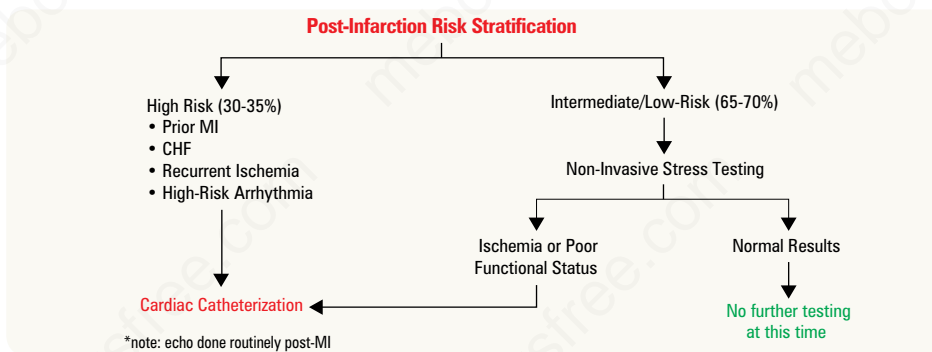 Post-Infarction Risk Stratification
High Risk (30-35%)
• Prior MI
• CHF
• Recurrent Ischemia
• High-Risk Arrhythmia
Intermediate/Low-Risk (65-70%)
Non-Invasive Stress Testing
Ischemia or Poor
Functional Status
Normal Results
Cardiac Catheterization
No further testing
at this time
*note: echo done routinely post-MI